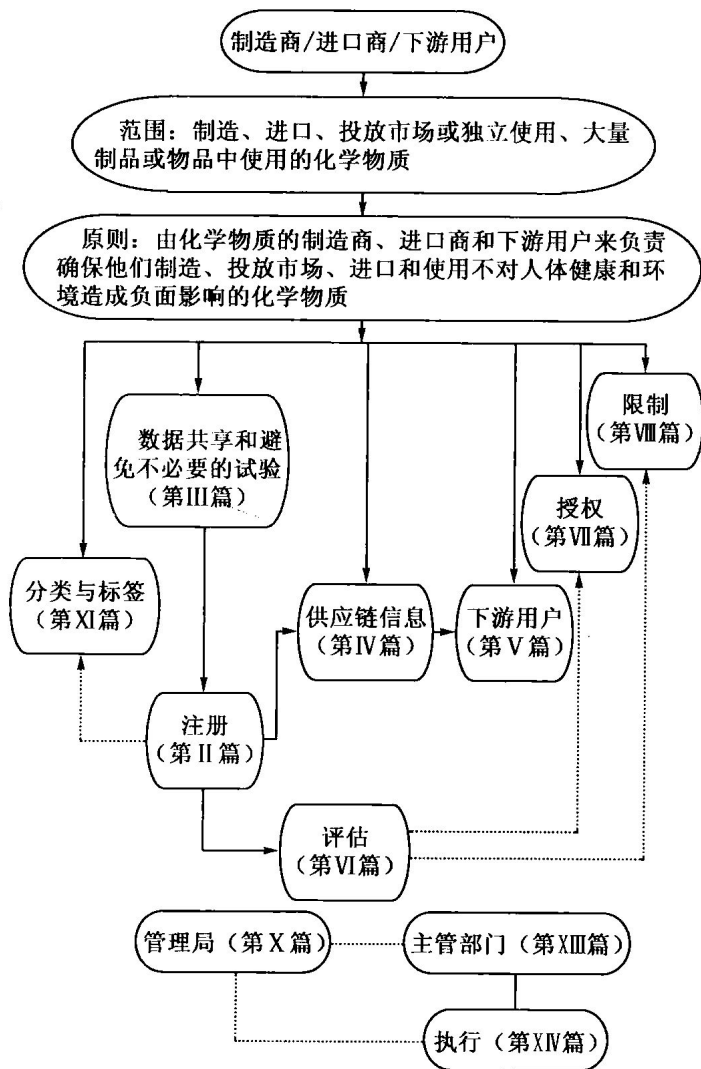 制造商/进口商/下游用户
范围：制造、进口、投放市场或独立使用、大量
制品或物品中使用的化学物质
原则：由化学物质的制造商、进口商和下游用户来负责
确保他们制造、投放市场、进口和使用不对人体健康和环
境造成负面影响的化学物质
限制
（第Ⅷ篇）
数据共享和避
免不必要的试验
（第Ⅲ篇）
授权
（第Ⅶ篇）
分类与标签
（第Ⅺ篇）
供应链信息
（第Ⅳ篇）
下游用户
（第Ⅴ篇）
注册
（第Ⅱ篇）
评估
（第Ⅵ篇）
管理局（第Ⅹ篇）
主管部门（第XIII篇）
执行（第XIV篇）